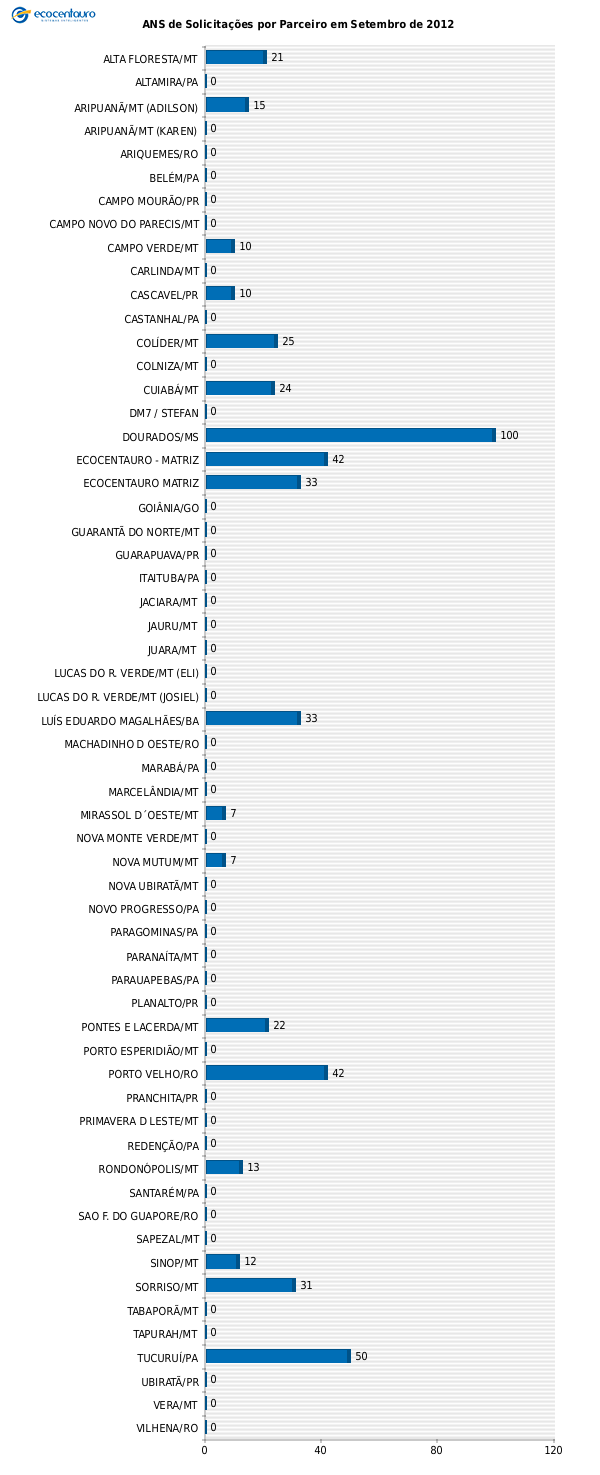 ecocentauro
ANS de Solicitações por Parceiro em Setembro de 2012
ALTA FLORESTA/MT 21
ALTAMIRA/PA 0
ARIPUANÃ/MT (ADILSON) 15
ARIPUANÃ/MT (KAREN) 0
ARIQUEMES/RO 0
BELÉM/PA 0
CAMPO MOURÃO/PR 0
CAMPO NOVO DO PARECIS/MT 0
CAMPO VERDE/MT 10
CARLINDA/MT 0
CASCAVEL/PR 10
CASTANHAL/PA 0
COLÍDER/MT 25
COLNIZA/MT 0
CUIABÁ/MT 24
DM7 / STEFAN 0
DOURADOS/MS 100
ECOCENTAURO - MATRIZ 42
ECOCENTAURO MATRIZ 33
GOIÂNIA/GO 0
GUARANTÃ DO NORTE/MT 0
GUARAPUAVA/PR 0
ITAITUBA/PA 0
JACIARA/MT 0
JAURU/MT 0
JUARA/MT 0
LUCAS DO R. VERDE/MT (ELI) 0
LUCAS DO R. VERDE/MT (JOSIEL) 0
LUÍS EDUARDO MAGALHÃES/BA 33
MACHADINHO D OESTE/RO 0
MARABÁ/PA 0
MARCELÂNDIA/MT 0
MIRASSOL D´OESTE/MT 7
NOVA MONTE VERDE/MT 0
NOVA MUTUM/MT 7
NOVA UBIRATÃ/MT 0
NOVO PROGRESSO/PA 0
PARAGOMINAS/PA 0
PARANAÍTA/MT 0
PARAUAPEBAS/PA 0
PLANALTO/PR 0
PONTES E LACERDA/MT 22
PORTO ESPERIDIÃO/MT 0
PORTO VELHO/RO 42
PRANCHITA/PR 0
PRIMAVERA D LESTE/MT 0
REDENÇÃO/PA 0
RONDONÓPOLIS/MT 13
SANTARÉM/PA 0
SAO F. DO GUAPORE/RO 0
SAPEZAL/MT 0
SINOP/MT 12
SORRISO/MT 31
TABAPORÃ/MT 0
TAPURAH/MT 0
TUCURUÍ/PA 50
UBIRATÃ/PR 0
VERA/MT 0
VILHENA/RO 0
0 40 80 120